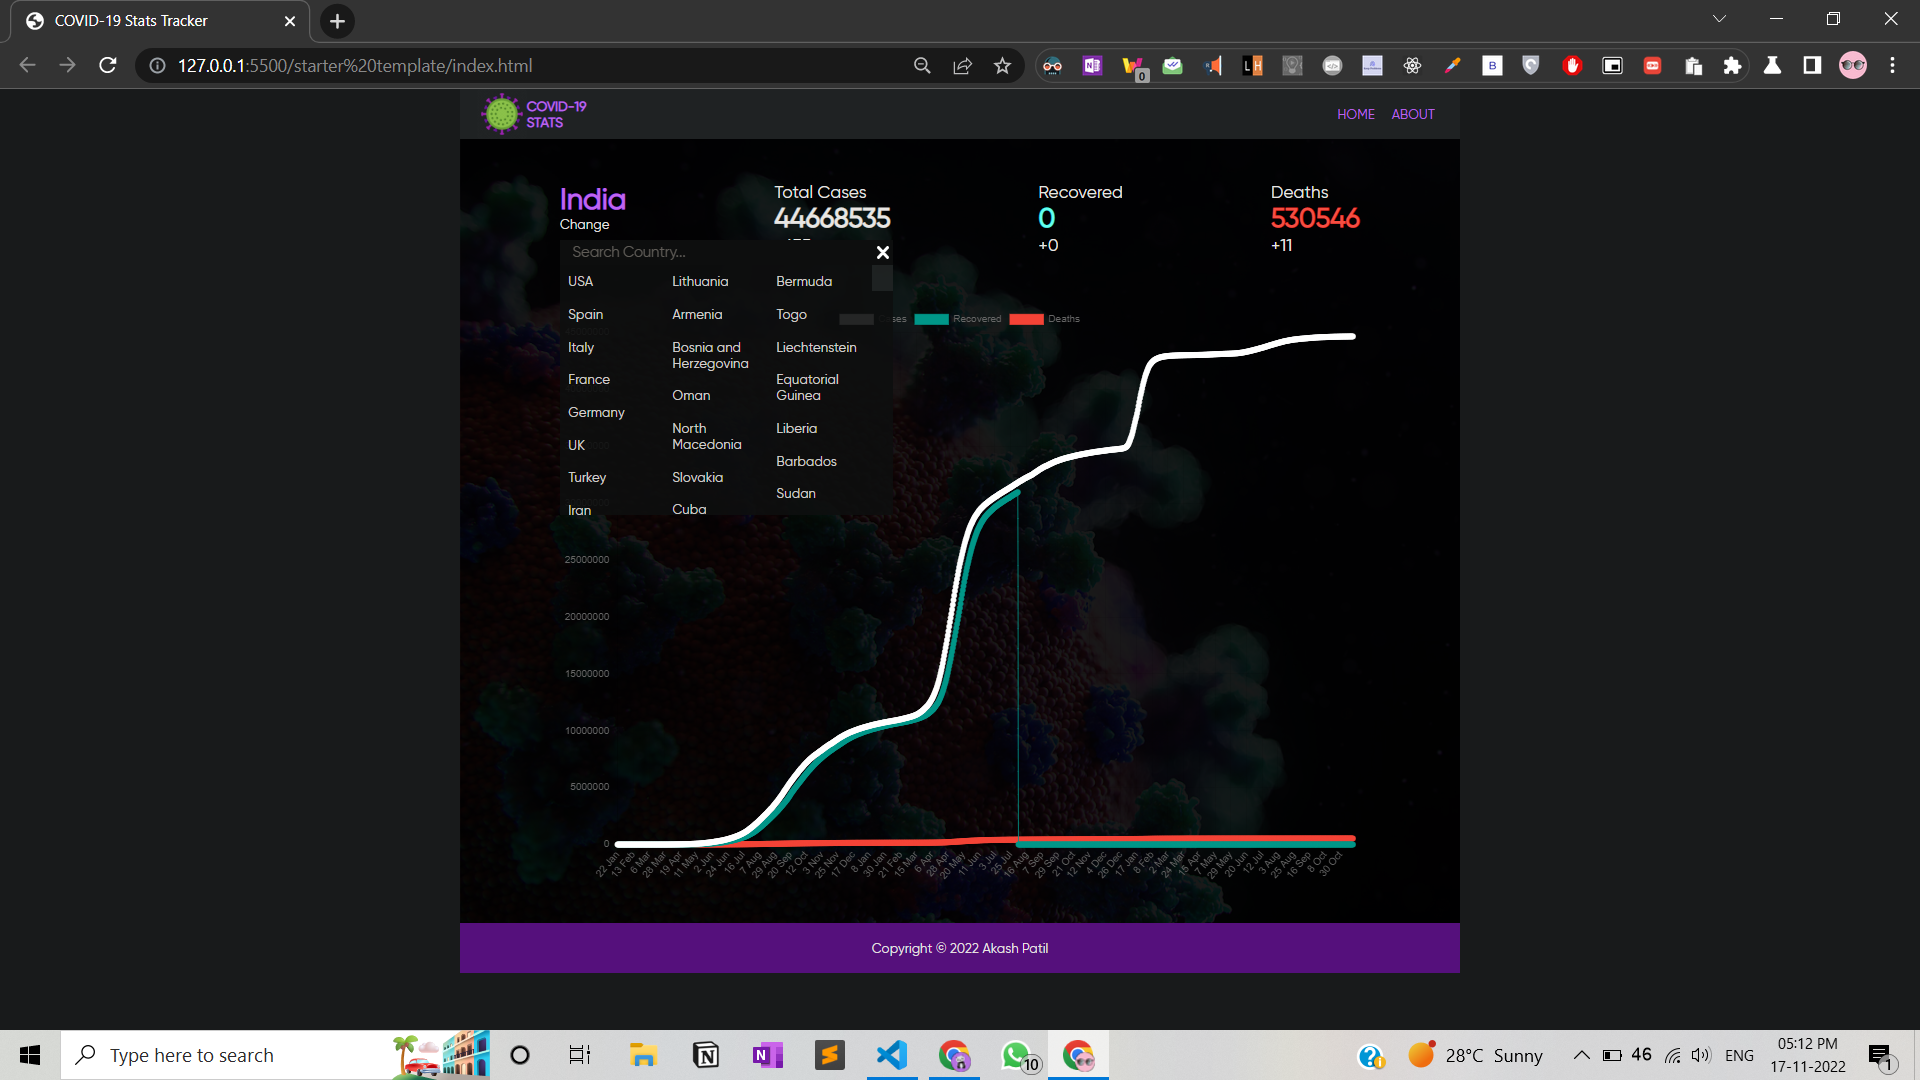 COVID-19 Stats Tracker
127.0.0.1:5500/starter%20template/index.html
0
COVID-19
STATS
HOME ABOUT
India
Change
Total Cases
44668535
Recovered
0
+0
Deaths
530546
+11
Search Country...
USA
Spain
Italy
France
Germany
UK
Turkey
Iran
Lithuania
Armenia
Bosnia and
Herzegovina
Oman
North
Macedonia
Slovakia
Cuba
Bermuda
Togo
Liechtenstein
Equatorial
Guinea
Liberia
Barbados
Sudan
Recovered Deaths
25000000
20000000
15000000
10000000
5000000
0
22 Jan 13 Feb 6 Mar 28 Mar 19 Apr 11 May 2 Jun 24 Jun 16 Jul 7 Aug 29 Aug 20 Sep 12 Oct 3 Nov 25 Nov 17 Dec 8 Jan 30 Jan 21 Feb 15 Mar 6 Apr 28 Apr 20 May 11 Jun 3 Jul 25 Jul 16 Aug 7 Sep 29 Sep 21 Oct 12 Nov 4 Dec 26 Dec 17 Jan 8 Feb 2 Mar 24 Mar 15 Apr 7 May 29 May 20 Jun 12 Jul 3 Aug 25 Aug 16 Sep 8 Oct 30 Oct
Copyright © 2022 Akash Patil
Type here to search
10
28°C Sunny
46
ENG
05:12 PM
17-11-2022
1